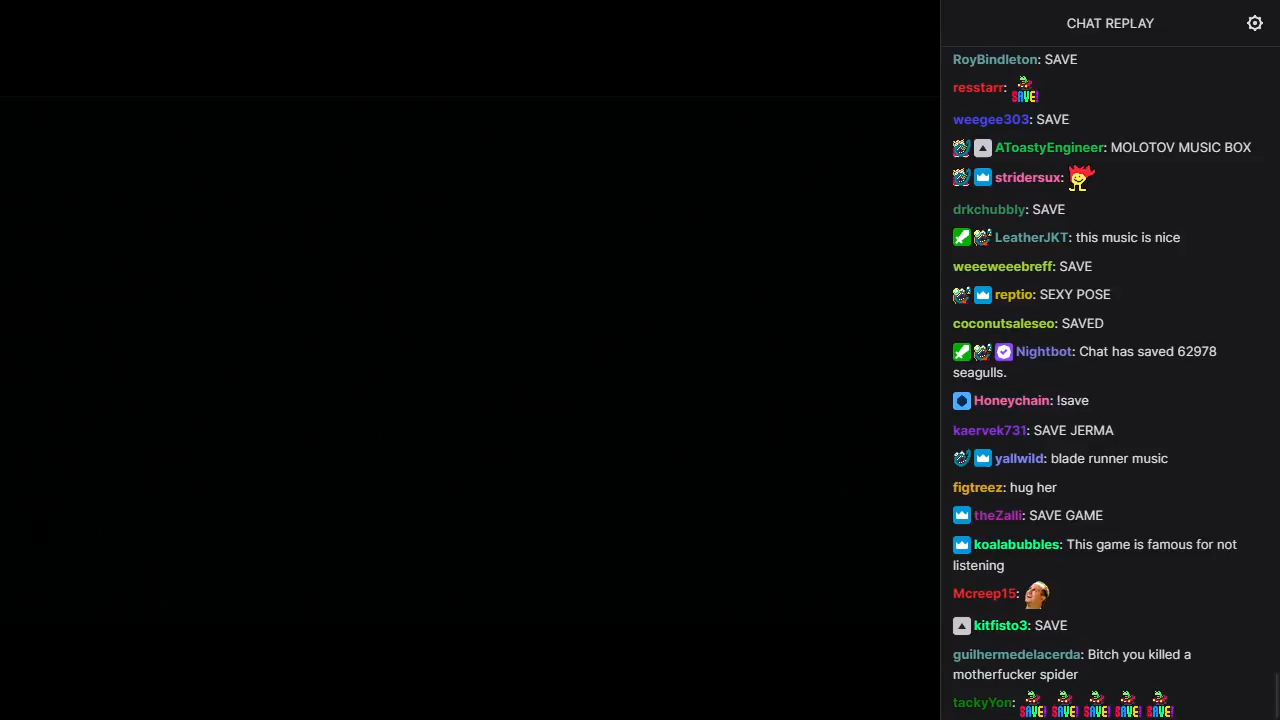 CHAT REPLAY
RoyBindleton: SAVE
resstarr: SAVE!
weegee303: SAVE
AToastyEngineer: MOLOTOV MUSIC BOX
stridersux:
drkchubbly: SAVE
LeatherJKT: this music is nice
weeeweeebreff: SAVE
reptio: SEXY POSE
coconutsaleseo: SAVED
Nightbot: Chat has saved 62978
seagulls.
Honeychain: !save
kaervek731: SAVE JERMA
yallwild: blade runner music
figtreez: hug her
theZalli: SAVE GAME
koalabubbles: This game is famous for not
listening
Mcreep15:
kitfisto3: SAVE
guilhermedelacerda: Bitch you killed a
motherfucker spider
tackyYon: SAVE! SAVE! SAVE! SAVE! SAVE!